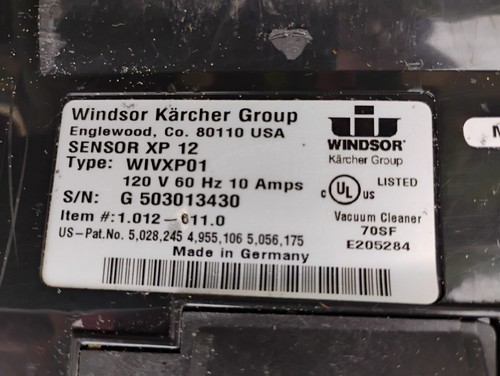 Windsor Kärcher Group
Englewood, Co. 80110 USA
SENSOR XP 12
Type: WIVXP01
120 V 60 Hz 10 Amps
S/N: G 503013430
Item #: 1.012-611.0
US-Pat.No. 5,028,245 4,955,106 5,056,175
Made in Germany
WINDSOR®
Kärcher Group
C UL US LISTED
®
Vacuum Cleaner
70SF
E205284
M